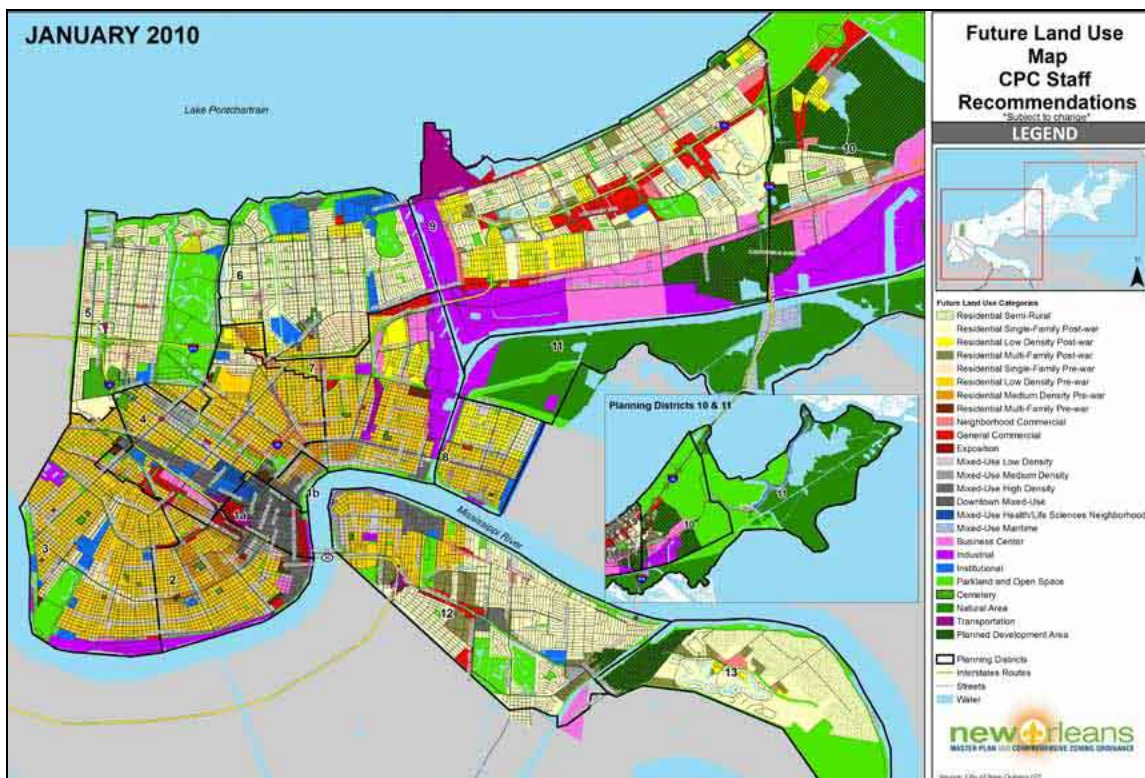 JANUARY 2010
Lake Pontchartrain
Future Land Use
Map
CPC Staff
Recommendations
"Subject to change"
LEGEND
Future Land Use Categories
Residential Semi-Rural
Residential Single-Family Post-war
Residential Low Density Post-war
Residential Multi-Family Post-war
Residential Single-Family Pre-war
Residential Low Density Pre-war
Residential Medium Density Pre-war
Residential Multi-Family Pre-war
Neighborhood Commercial
General Commercial
Exposition
Mixed-Use Low Density
Mixed-Use Medium Density
Mixed-Use High Density
Downtown Mixed-Use
Mixed-Use Health/Life Sciences Neighborhood
Mixed-Use Maritime
Business Center
Industrial
Institutional
Parkland and Open Space
Cemetery
Natural Area
Transportation
Planned Development Area
Planning Districts
Interstates Routes
Streets
Water
new orleans
MASTER PLAN AND COMPREHENSIVE ZONING ORDINANCE
10
9
6
5
11
7
4
8
1b
1a
3
2
Mississippi River
12
13
Planning Districts 10 & 11
11
10